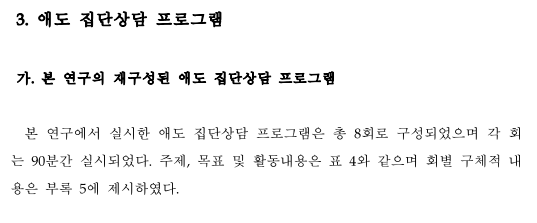 3. 애도 집단상담 프로그램
가. 본 연구의 재구성된 애도 집단상담 프로그램
본 연구에서 실시한 애도 집단상담 프로그램은 총 8회로 구성되었으며 각 회
는 90분간 실시되었다. 주제, 목표 및 활동내용은 표 4와 같으며 회별 구체적 내
용은 부록 5에 제시하였다.